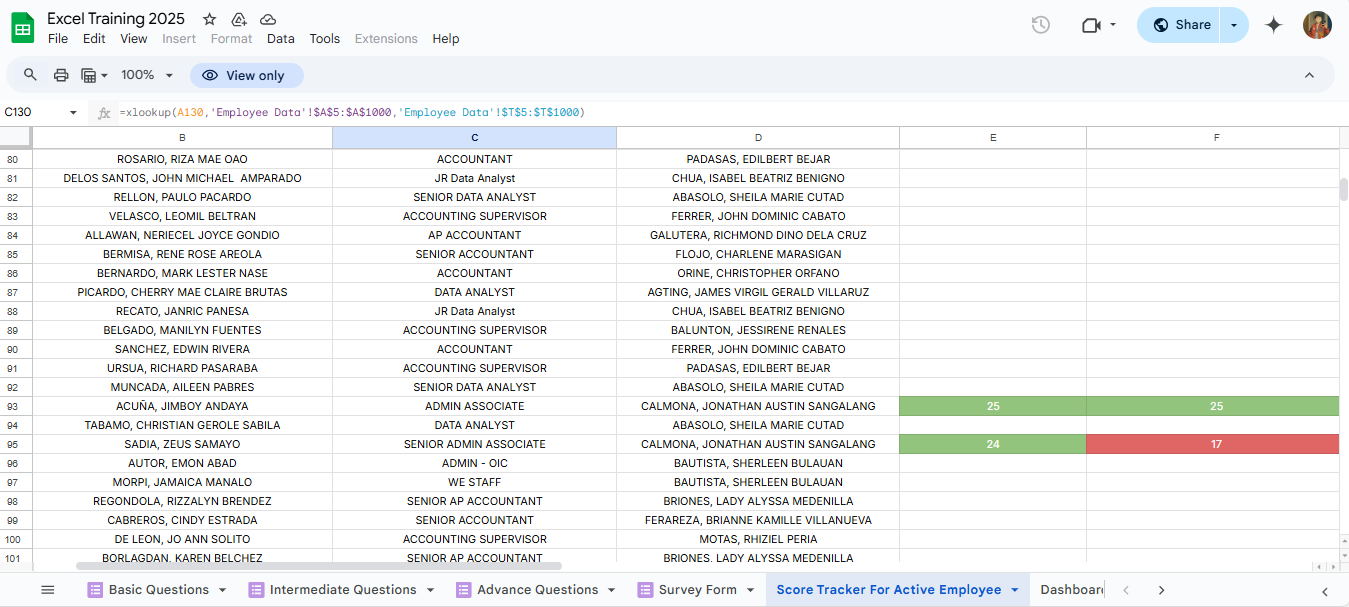 Excel Training 2025
File Edit View Insert Format Data Tools Extensions Help
Share
100% View only
C130 fx =xlookup(A130,'Employee Data'!$A$5:$A$1000,'Employee Data'!$T$5:$T$1000)
B C D E F
80 ROSARIO, RIZA MAE OAO ACCOUNTANT PADASAS, EDILBERT BEJAR
81 DELOS SANTOS, JOHN MICHAEL AMPARADO JR Data Analyst CHUA, ISABEL BEATRIZ BENIGNO
82 RELLON, PAULO PACARDO SENIOR DATA ANALYST ABASOLO, SHEILA MARIE CUTAD
83 VELASCO, LEOMIL BELTRAN ACCOUNTING SUPERVISOR FERRER, JOHN DOMINIC CABATO
84 ALLAWAN, NERIECEL JOYCE GONDIO AP ACCOUNTANT GALUTERA, RICHMOND DINO DELA CRUZ
85 BERMISA, RENE ROSE AREOLA SENIOR ACCOUNTANT FLOJO, CHARLENE MARASIGAN
86 BERNARDO, MARK LESTER NASE ACCOUNTANT ORINE, CHRISTOPHER ORFANO
87 PICARDO, CHERRY MAE CLAIRE BRUTAS DATA ANALYST AGTING, JAMES VIRGIL GERALD VILLARUZ
88 RECATO, JANRIC PANESA JR Data Analyst CHUA, ISABEL BEATRIZ BENIGNO
89 BELGADO, MANILYN FUENTES ACCOUNTING SUPERVISOR BALUNTON, JESSIRENE RENALES
90 SANCHEZ, EDWIN RIVERA ACCOUNTANT FERRER, JOHN DOMINIC CABATO
91 URSUA, RICHARD PASARABA ACCOUNTING SUPERVISOR PADASAS, EDILBERT BEJAR
92 MUNCADA, AILEEN PABRES SENIOR DATA ANALYST ABASOLO, SHEILA MARIE CUTAD
93 ACUÑA, JIMBOY ANDAYA ADMIN ASSOCIATE CALMONA, JONATHAN AUSTIN SANGALANG 25 25
94 TABAMO, CHRISTIAN GEROLE SABILA DATA ANALYST ABASOLO, SHEILA MARIE CUTAD
95 SADIA, ZEUS SAMAYO SENIOR ADMIN ASSOCIATE CALMONA, JONATHAN AUSTIN SANGALANG 24 17
96 AUTOR, EMON ABAD ADMIN - OIC BAUTISTA, SHERLEEN BULAUAN
97 MORPI, JAMAICA MANALO WE STAFF BAUTISTA, SHERLEEN BULAUAN
98 REGONDOLA, RIZZALYN BRENDEZ SENIOR AP ACCOUNTANT BRIONES, LADY ALYSSA MEDENILLA
99 CABREROS, CINDY ESTRADA SENIOR ACCOUNTANT FERAREZA, BRIANNE KAMILLE VILLANUEVA
100 DE LEON, JO ANN SOLITO ACCOUNTING SUPERVISOR MOTAS, RHIZIEL PERIA
101 BORLAGDAN, KAREN BELCHEZ SENIOR AP ACCOUNTANT BRIONES, LADY ALYSSA MEDENILLA
Basic Questions Intermediate Questions Advance Questions Survey Form Score Tracker For Active Employee Dashboar